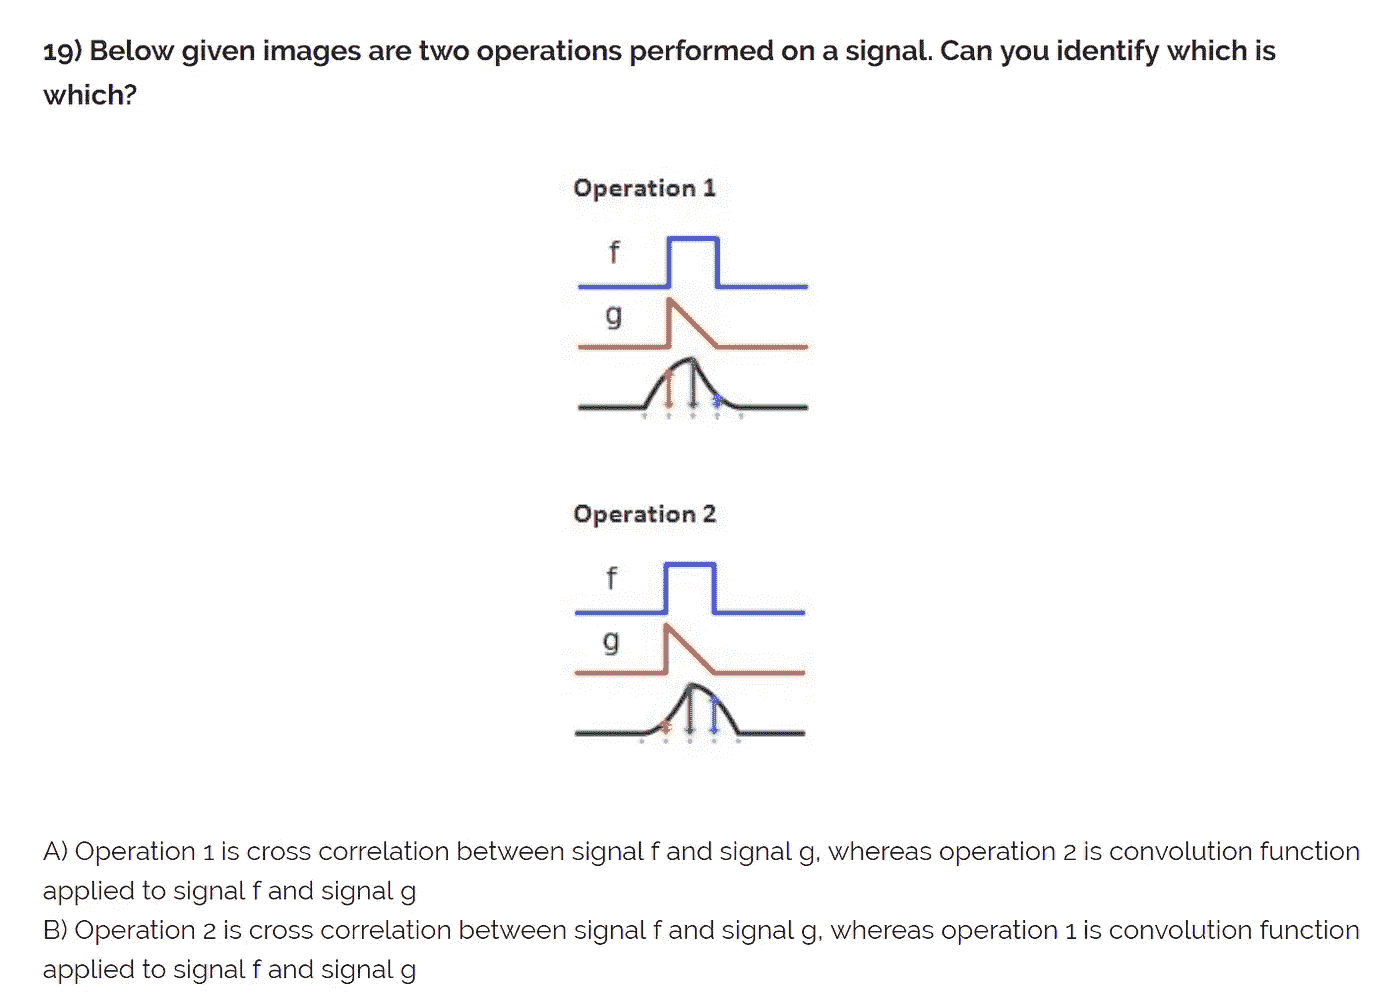 19) Below given images are two operations performed on a signal. Can you identify which is
which?
Operation 1
f
g
Operation 2
f
g
A) Operation 1 is cross correlation between signal f and signal g, whereas operation 2 is convolution function
applied to signal f and signal g
B) Operation 2 is cross correlation between signal f and signal g, whereas operation 1 is convolution function
applied to signal f and signal g